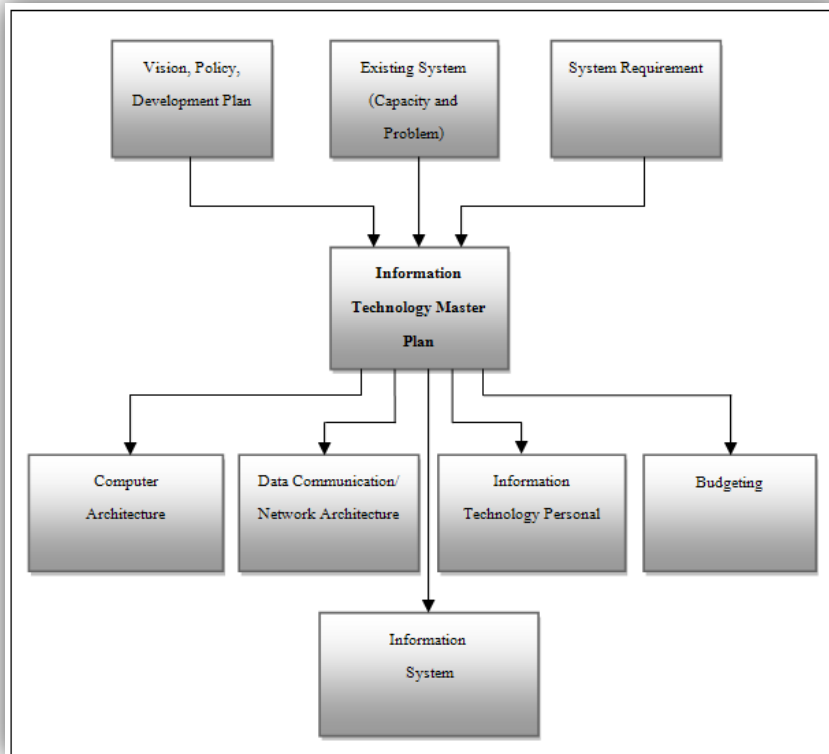 Vision, Policy,
Development Plan
Existing System
(Capacity and
Problem)
System Requirement
Information
Technology Master
Plan
Computer
Architecture
Data Communication/
Network Architecture
Information
Technology Personal
Budgeting
Information
System